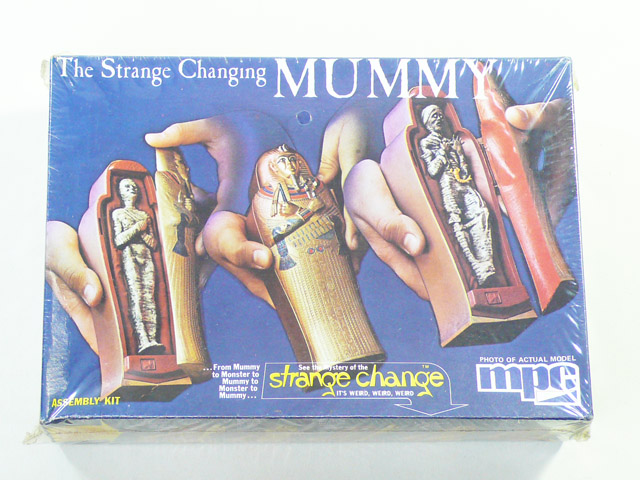 The Strange Changing MUMMY
...From Mummy
to Monster to
Mummy to
Monster to
Mummy...
See the mystery of the
strange change™
IT'S WEIRD, WEIRD, WEIRD
PHOTO OF ACTUAL MODEL
mpc
ASSEMBLY KIT